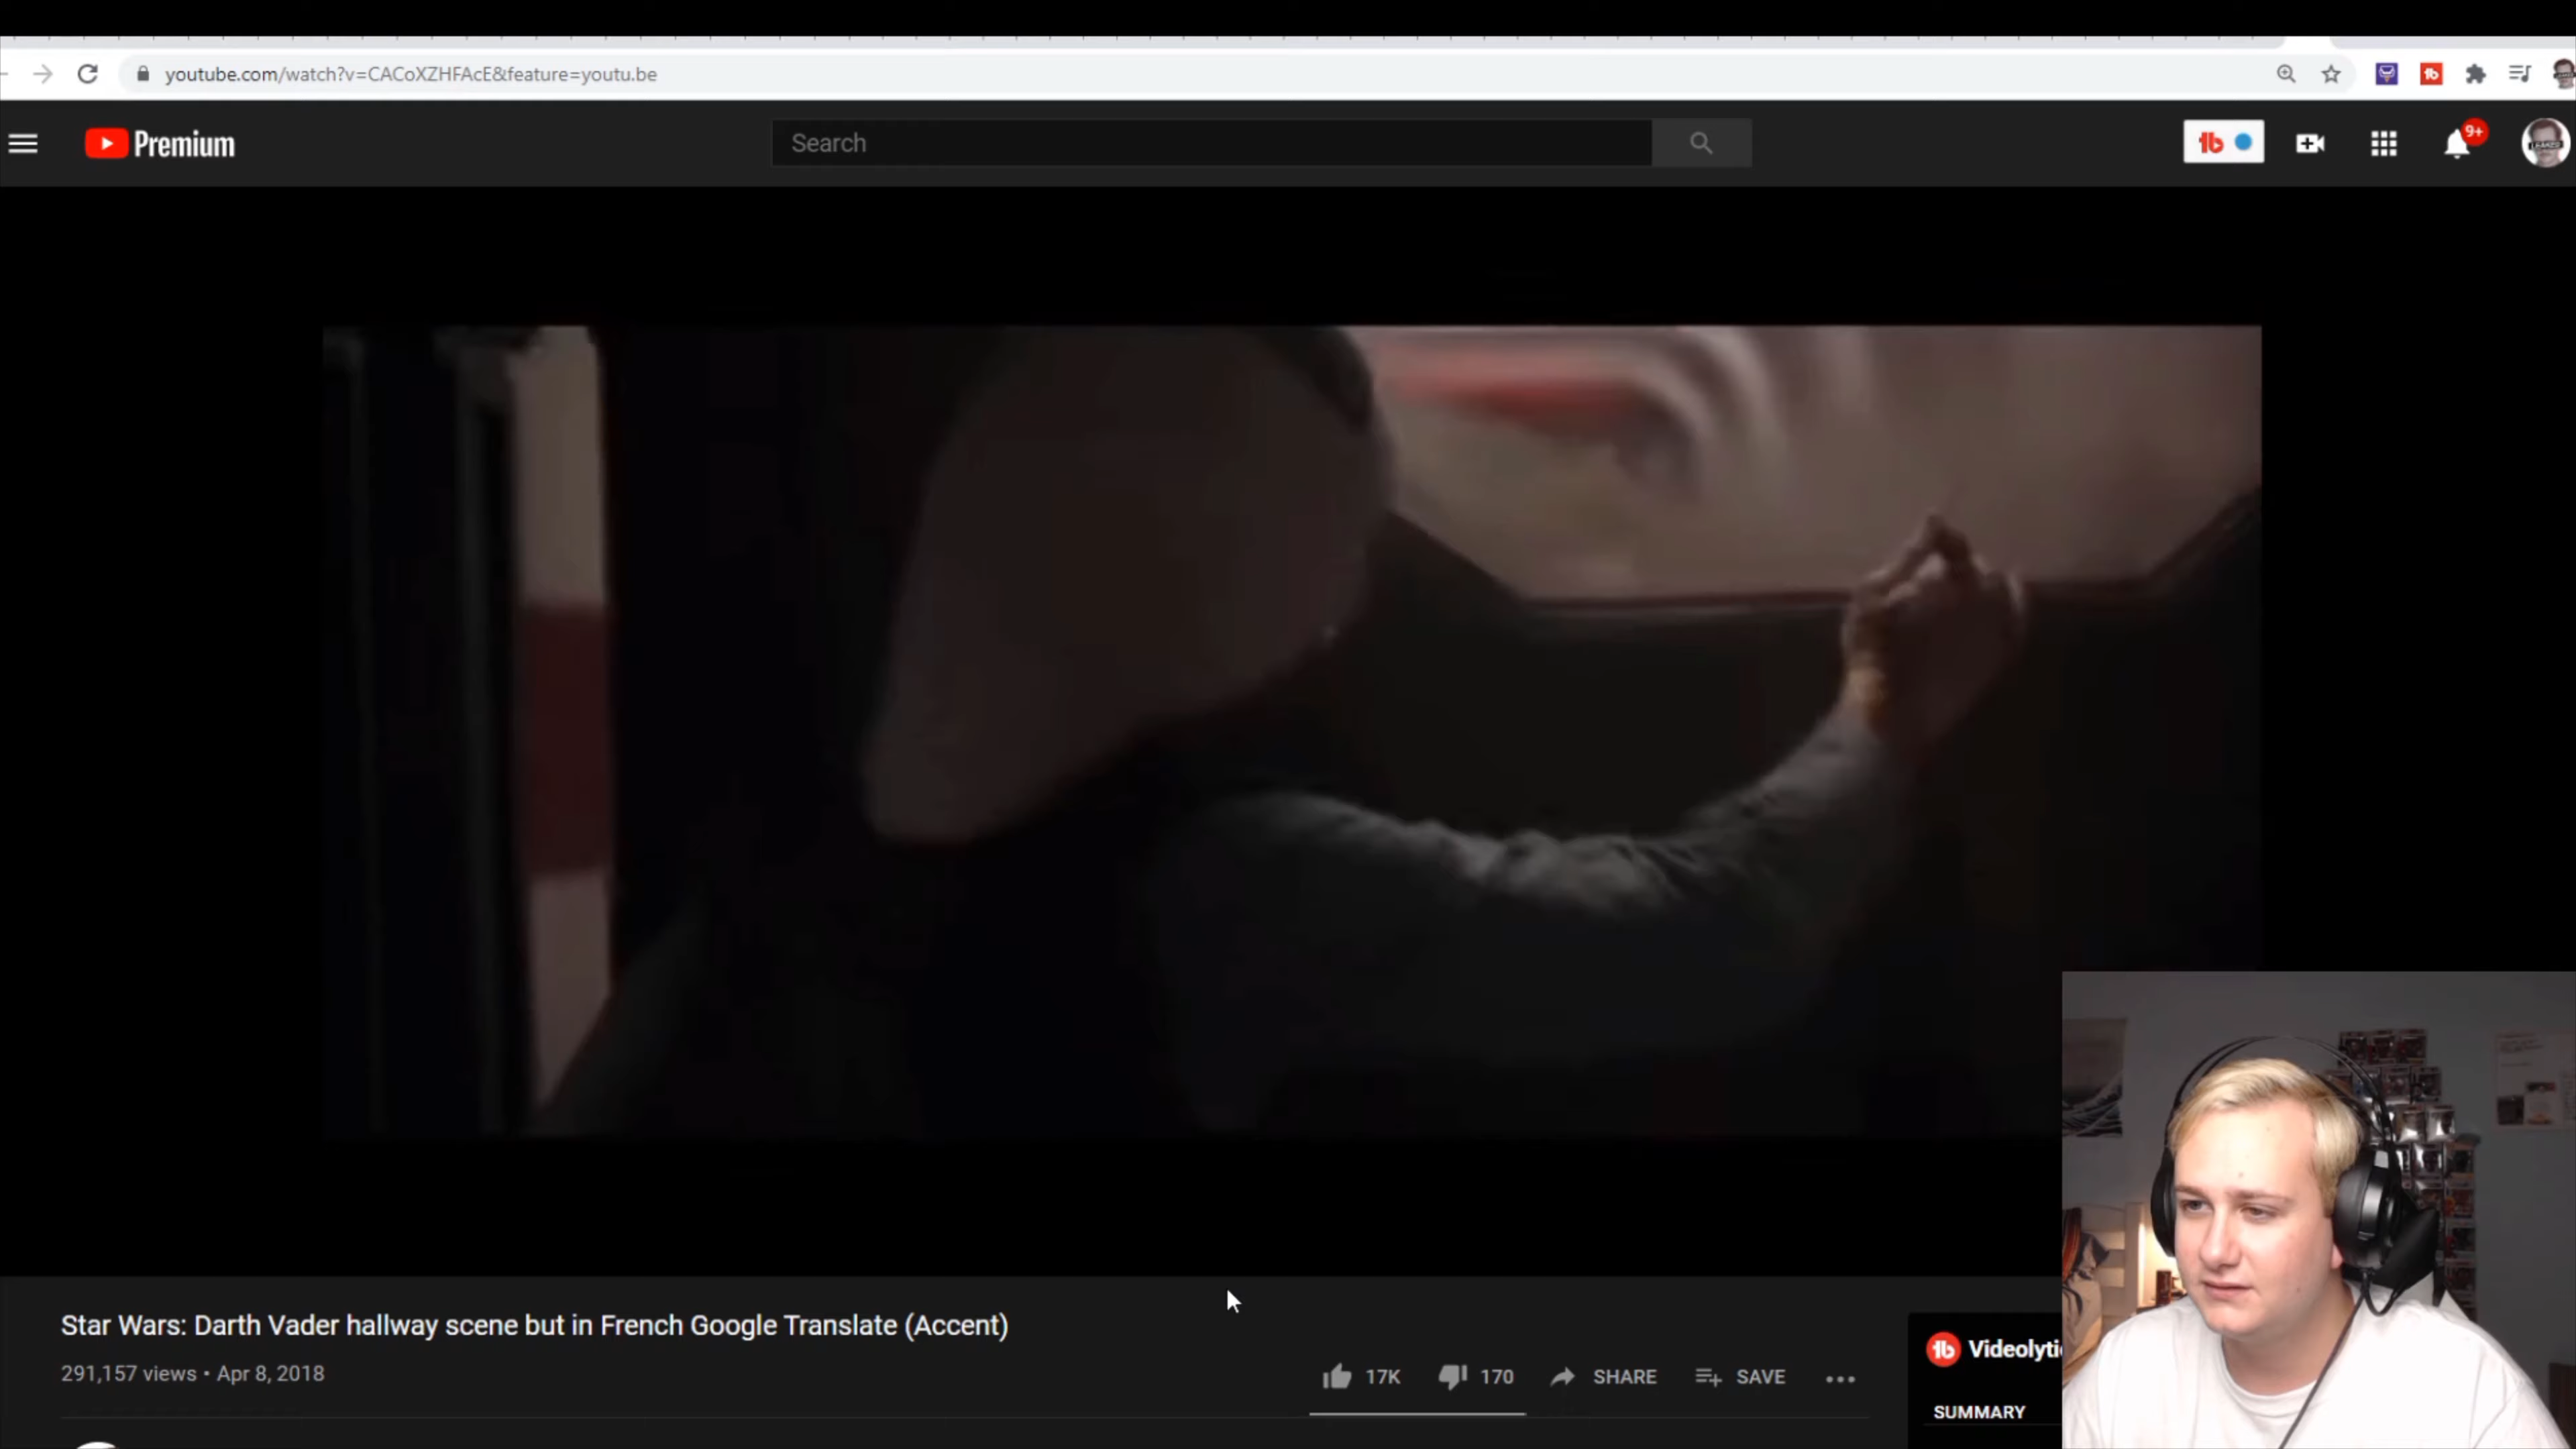 youtube.com/watch?v=CACoXZHFAcE&feature=youtu.be
Premium
Search
9+
Star Wars: Darth Vader hallway scene but in French Google Translate (Accent)
291,157 views • Apr 8, 2018
17K
170
SHARE
SAVE
Videolyti
SUMMARY